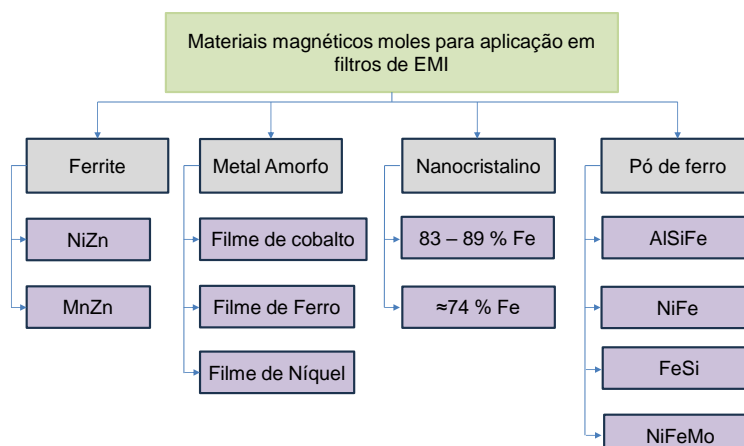 Materiais magnéticos moles para aplicação em
filtros de EMI
Ferrite
Metal Amorfo
Nanocristalino
Pó de ferro
NiZn
Filme de cobalto
83 – 89 % Fe
AlSiFe
MnZn
Filme de Ferro
≈74 % Fe
NiFe
Filme de Níquel
FeSi
NiFeMo